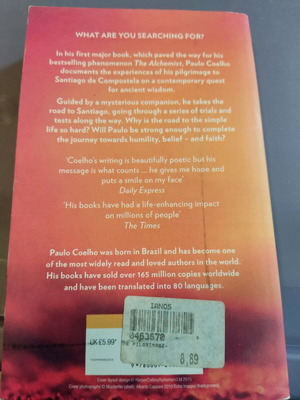 WHAT ARE YOU SEARCHING FOR?
In his first major book, which paved the way for his
bestselling phenomenon The Alchemist, Paulo Coelho
documents the experiences of his pilgrimage to
Santiago de Compostela on a contemporary quest
for ancient wisdom.
Guided by a mysterious companion, he takes the
road to Santiago, going through a series of trials and
tests along the way. Why is the road to the simple
life so hard? Will Paulo be strong enough to complete
the journey towards humility, belief – and faith?
'Coelho's writing is beautifully poetic but his
message is what counts ... he gives me hope and
puts a smile on my face'
Daily Express
'His books have had a life-enhancing impact
on millions of people'
The Times
Paulo Coelho was born in Brazil and has become one
of the most widely read and loved authors in the world.
His books have sold over 165 million copies worldwide
and have been translated into 80 languages.
IANOS
0463570
UK £5.99
PILGRIMAGE
8,89
Cover layout design © HarperCollinsPublishers Ltd 2015